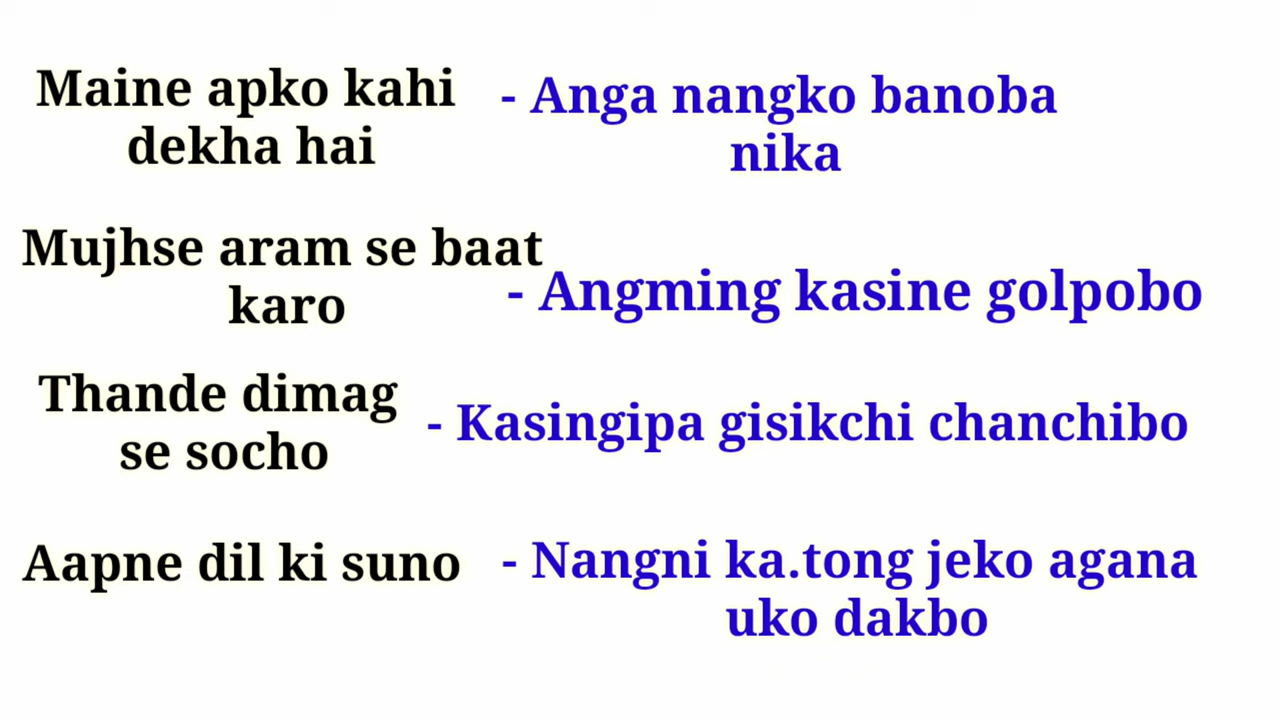 Maine apko kahi
dekha hai
- Anga nangko banoba
nika
Mujhse aram se baat
karo
- Angming kasine golpobo
Thande dimag
se socho
- Kasingipa gisikchi chanchibo
Aapne dil ki suno
- Nangni ka.tong jeko agana
uko dakbo